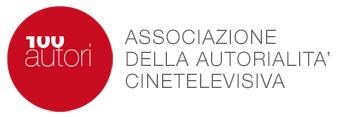 100
autori
ASSOCIAZIONE
DELLA AUTORIALITA'
CINETELEVISIVA